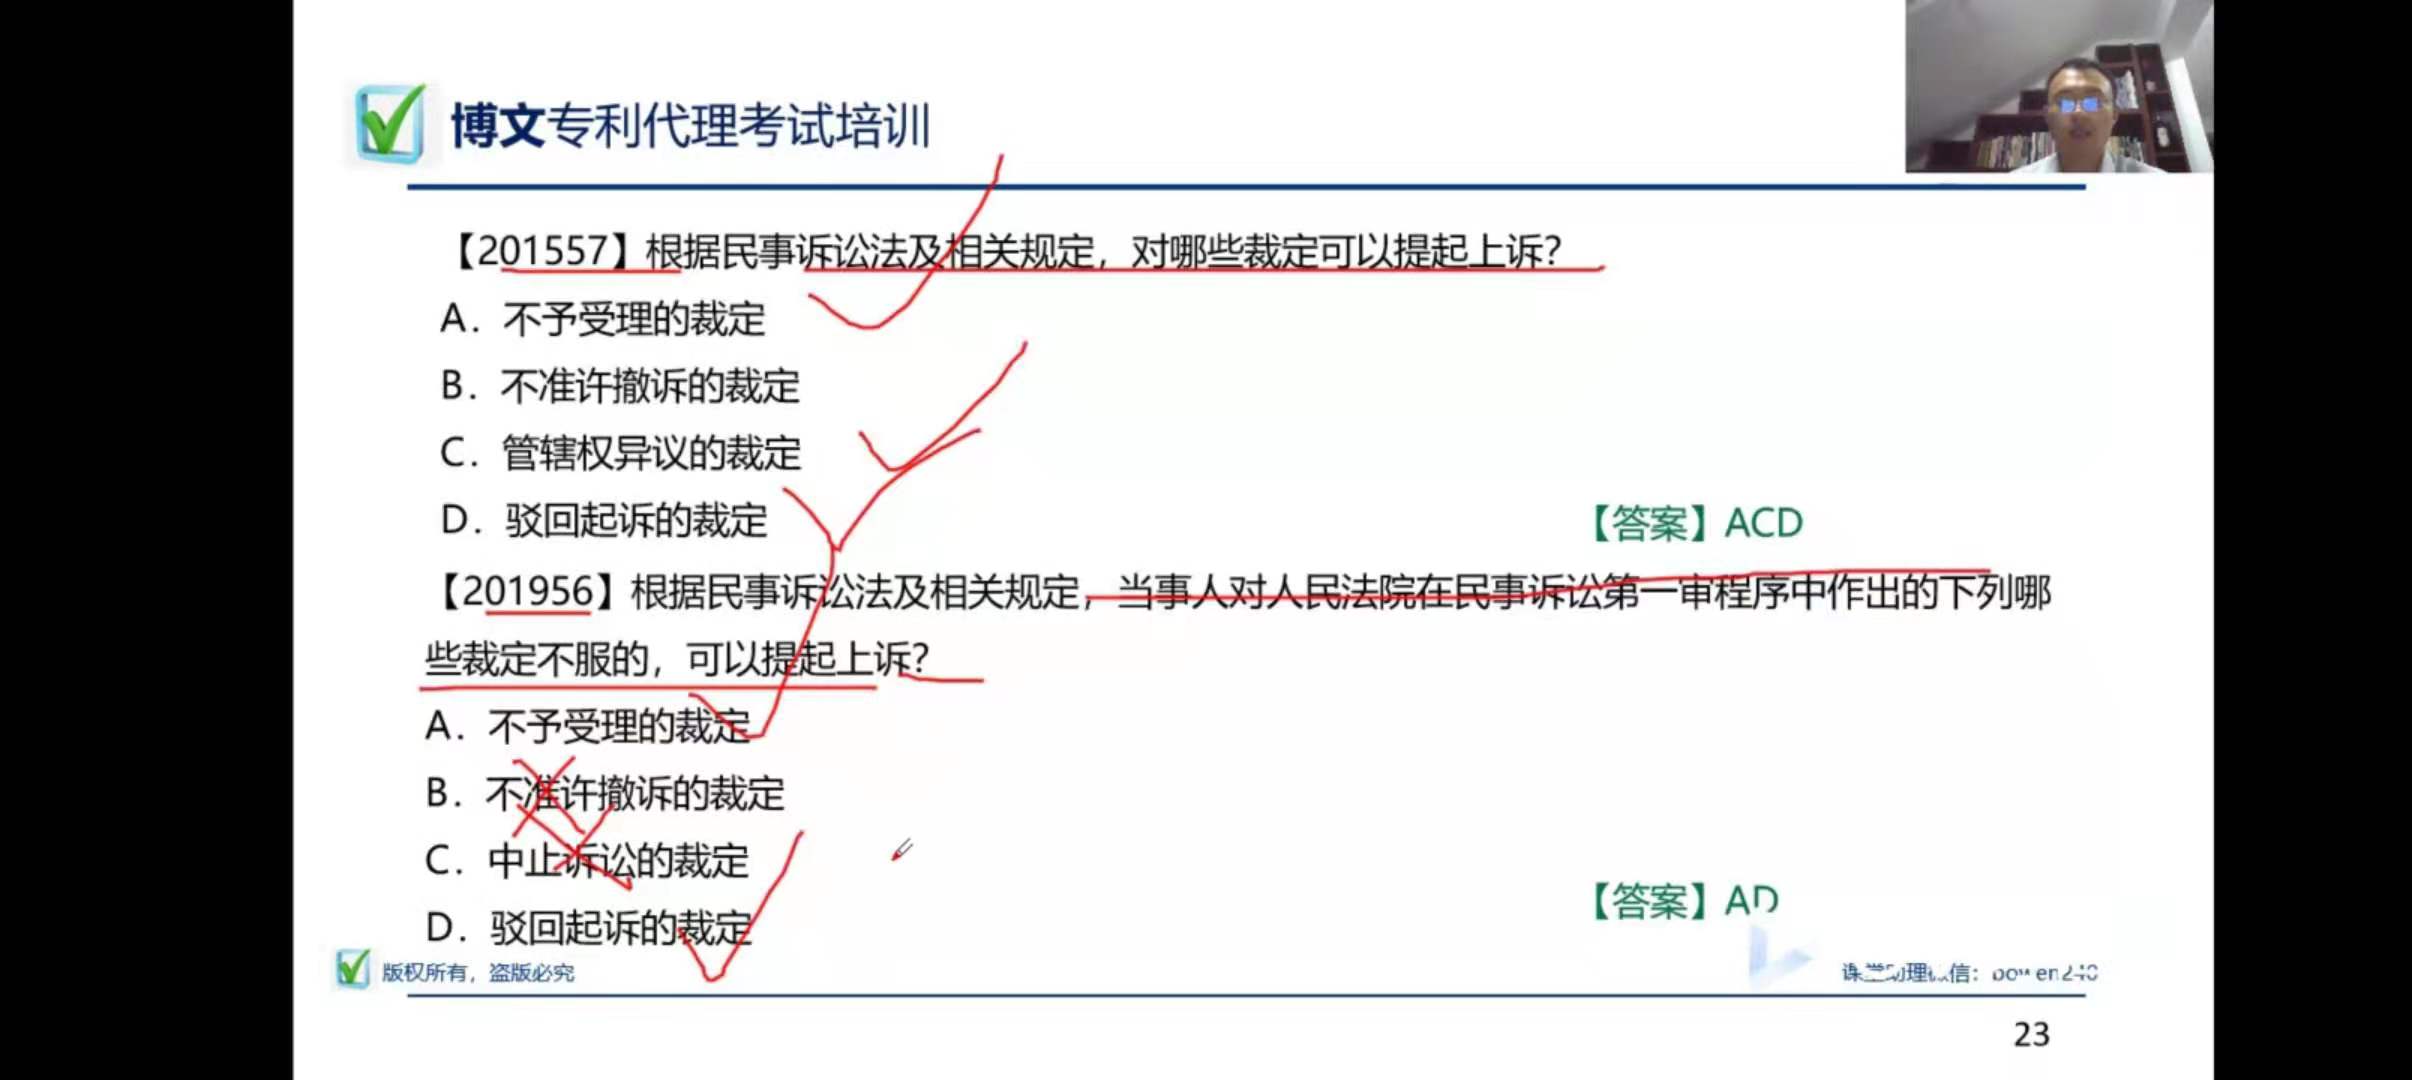 博文专利代理考试培训
【201557】根据民事诉讼法及相关规定，对哪些裁定可以提起上诉？
A. 不予受理的裁定
B. 不准许撤诉的裁定
C. 管辖权异议的裁定
D. 驳回起诉的裁定
【答案】ACD
【201956】根据民事诉讼法及相关规定，当事人对人民法院在民事诉讼第一审程序中作出的下列哪
些裁定不服的，可以提起上诉？
A. 不予受理的裁定
B. 不准许撤诉的裁定
C. 中止诉讼的裁定
D. 驳回起诉的裁定
【答案】AD
版权所有，盗版必究
课堂助理微信：
23